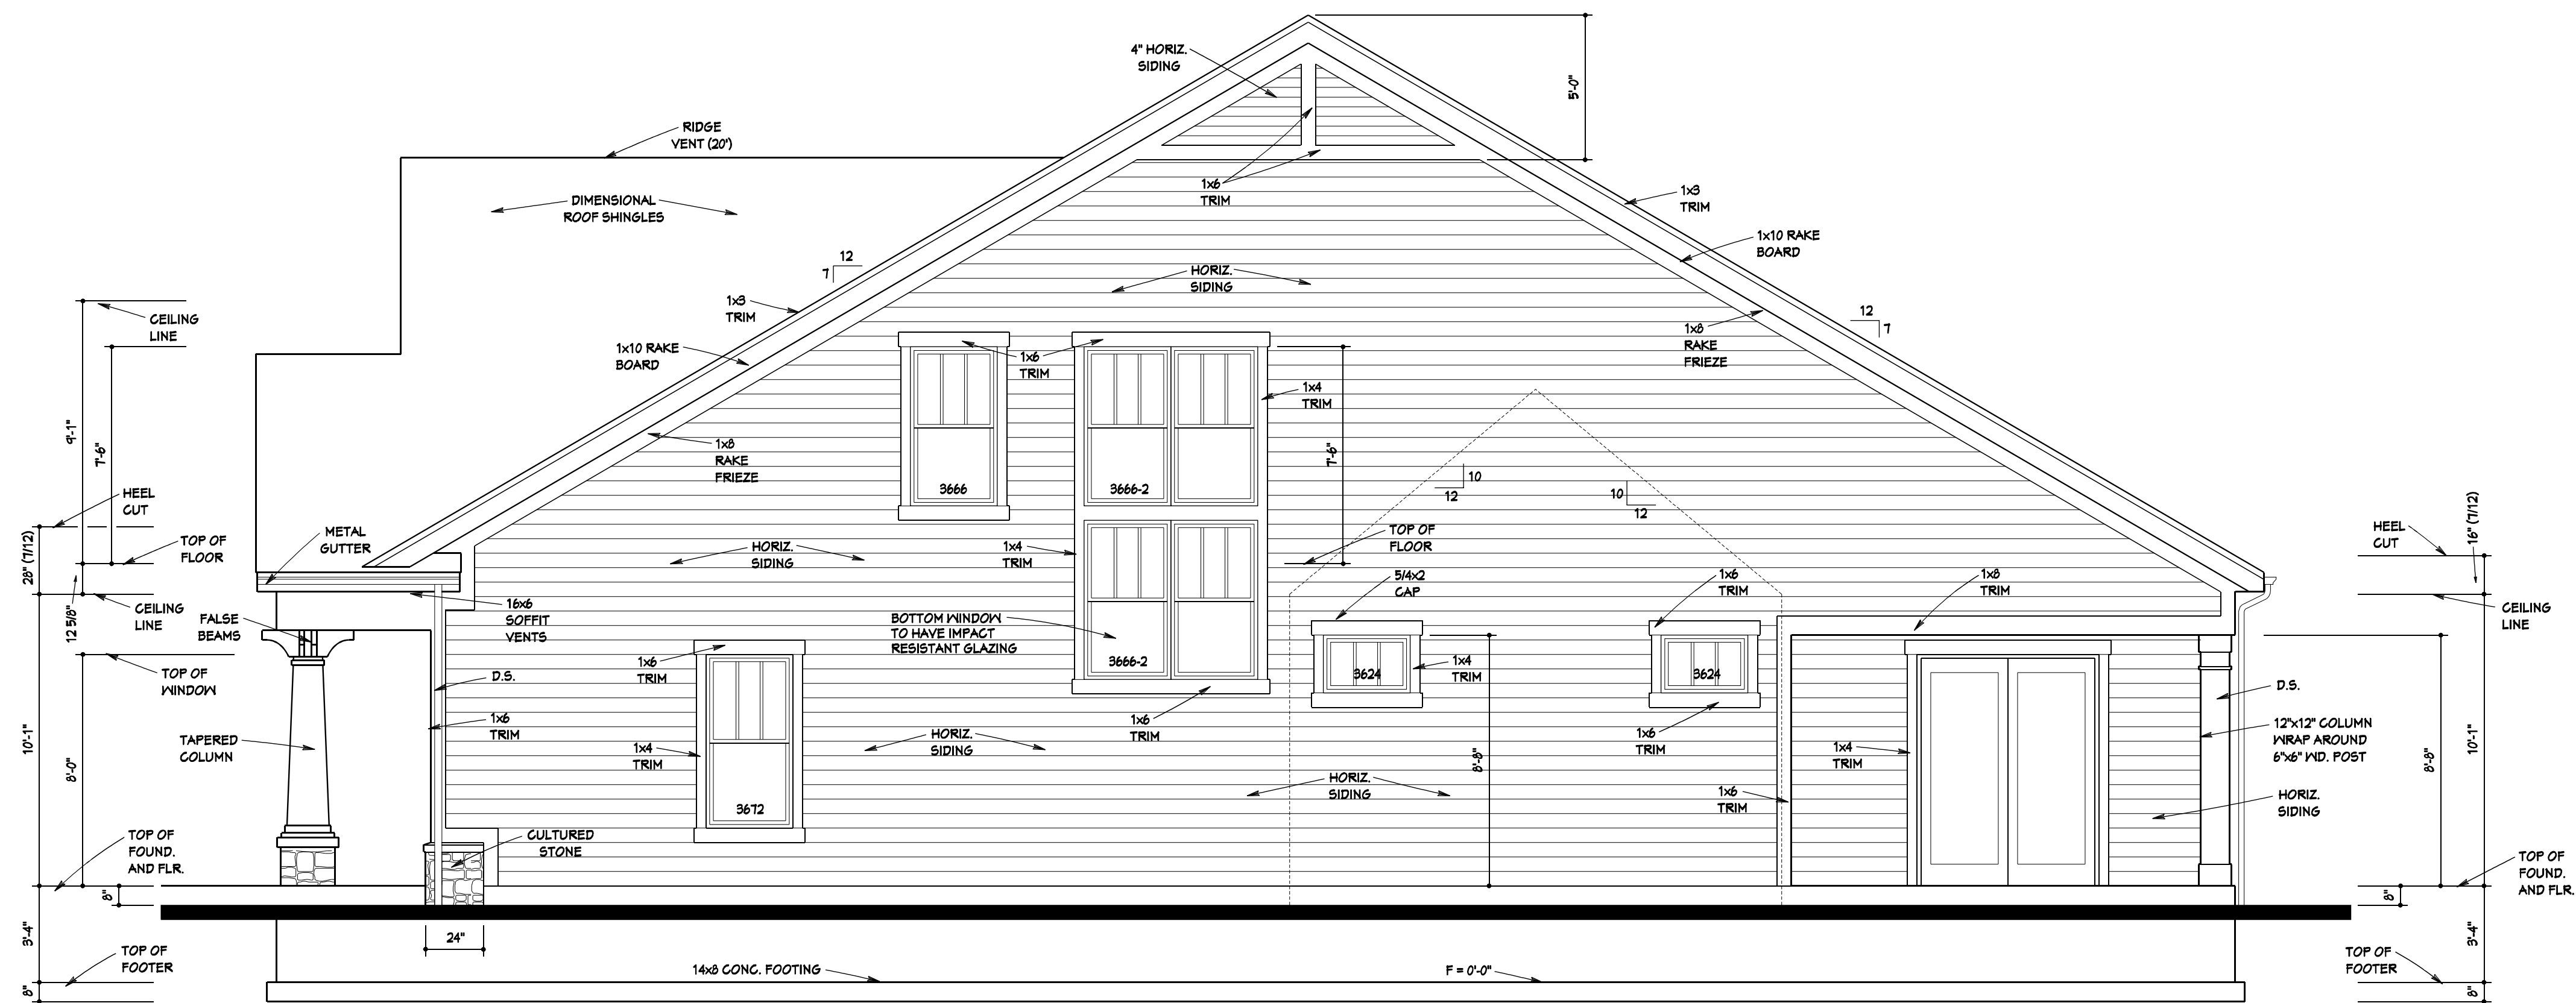 4" HORIZ.
SIDING
5'-0"
RIDGE
VENT (20')
DIMENSIONAL
ROOF SHINGLES
1x6
TRIM
1x3
TRIM
1x10 RAKE
BOARD
12
7
HORIZ.
SIDING
1x3
TRIM
12
7
CEILING
LINE
1x10 RAKE
BOARD
1x6
TRIM
1x8
RAKE
FRIEZE
1x4
TRIM
9'-1"
7'-6"
1x8
RAKE
FRIEZE
7'-6"
3666
3666-2
10
12
10
12
HEEL
CUT
28" (7/12)
METAL
GUTTER
TOP OF
FLOOR
HORIZ.
SIDING
1x4
TRIM
TOP OF
FLOOR
HEEL
CUT
16" (7/12)
5/4x2
CAP
1x6
TRIM
1x8
TRIM
12 5/8"
CEILING
LINE
FALSE
BEAMS
16x6
SOFFIT
VENTS
BOTTOM WINDOW
TO HAVE IMPACT
RESISTANT GLAZING
CEILING
LINE
TOP OF
WINDOW
D.S.
1x6
TRIM
3666-2
3624
1x4
TRIM
3624
D.S.
1x6
TRIM
1x6
TRIM
HORIZ.
SIDING
1x6
TRIM
12"x12" COLUMN
WRAP AROUND
6"x6" WD. POST
TAPERED
COLUMN
1x4
TRIM
1x4
TRIM
10'-1"
8'-0"
8'-8"
8'-8"
10'-1"
3672
HORIZ.
SIDING
1x6
TRIM
HORIZ.
SIDING
TOP OF
FOUND.
AND FLR.
CULTURED
STONE
TOP OF
FOUND.
AND FLR.
8"
8"
3'-4"
24"
3'-4"
TOP OF
FOOTER
14x8 CONC. FOOTING
F = 0'-0"
TOP OF
FOOTER
8"
8"